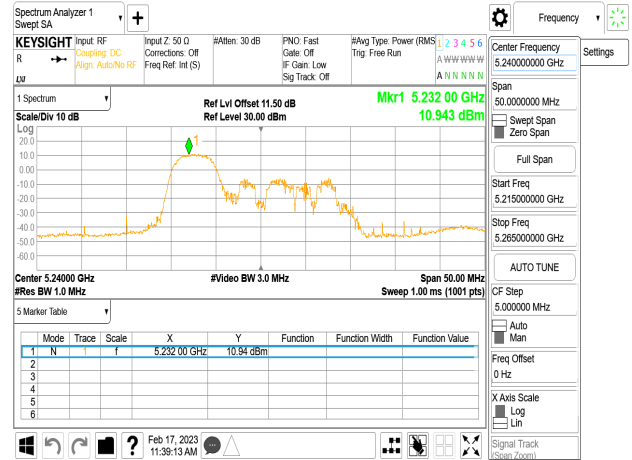 Spectrum Analyzer 1
Swept SA
Frequency
KEYSIGHT
R
LNI
Input: RF
Coupling: DC
Align: Auto/No RF
Input Z: 50 Ω
Corrections: Off
Freq Ref: Int (S)
#Atten: 30 dB
PNO: Fast
Gate: Off
IF Gain: Low
Sig Track: Off
#Avg Type: Power (RMS
Trig: Free Run
1 2 3 4 5 6
A W W W W W
A N N N N N
1 Spectrum
Scale/Div 10 dB
Ref Lvl Offset 11.50 dB
Ref Level 30.00 dBm
Mkr1 5.232 00 GHz
10.943 dBm
Log
1
20.0
10.0
0.00
-10.0
-20.0
-30.0
-40.0
-50.0
-60.0
Center 5.24000 GHz
#Video BW 3.0 MHz
Span 50.00 MHz
#Res BW 1.0 MHz
Sweep 1.00 ms (1001 pts)
5 Marker Table
Mode Trace Scale X Y Function Function Width Function Value
1 N 1 f 5.232 00 GHz 10.94 dBm
2
3
4
5
6
Feb 17, 2023
11:39:13 AM
Center Frequency
5.240000000 GHz
Settings
Span
50.0000000 MHz
Swept Span
Zero Span
Full Span
Start Freq
5.215000000 GHz
Stop Freq
5.265000000 GHz
AUTO TUNE
CF Step
5.000000 MHz
Auto
Man
Freq Offset
0 Hz
X Axis Scale
Log
Lin
Signal Track
(Span Zoom)